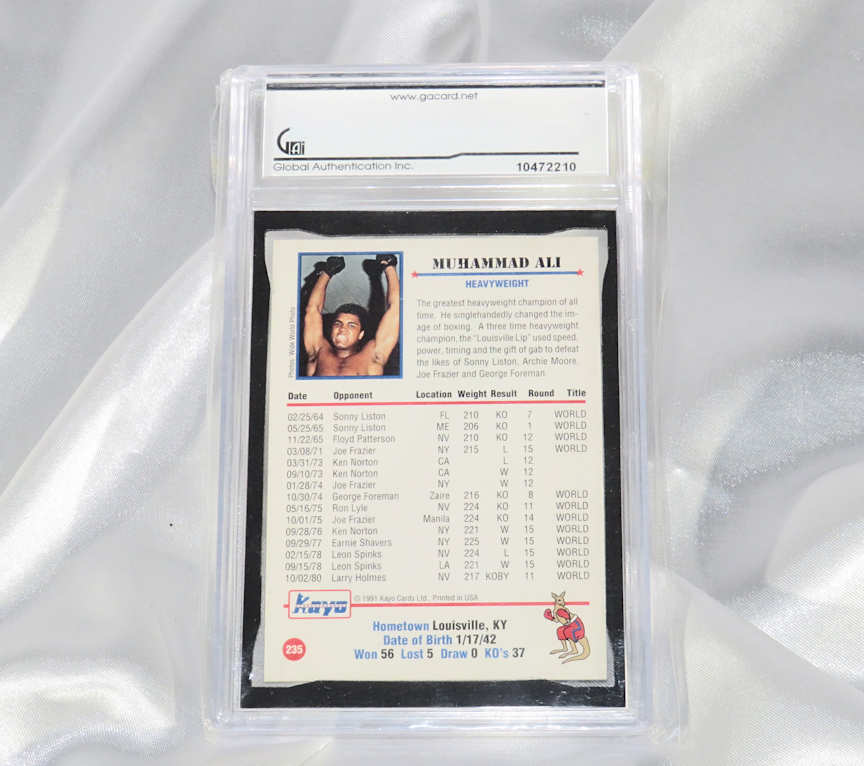 www.gacard.net
GAi
Global Authentication Inc.
10472210
Photos: Wide World Photo
MUHAMMAD ALI
HEAVYWEIGHT
The greatest heavyweight champion of all
time. He singlehandedly changed the im-
age of boxing. A three time heavyweight
champion, the "Louisville Lip" used speed,
power, timing and the gift of gab to defeat
the likes of Sonny Liston, Archie Moore,
Joe Frazier and George Foreman.
Date Opponent Location Weight Result Round Title
02/25/64 Sonny Liston FL 210 KO 7 WORLD
05/25/65 Sonny Liston ME 206 KO 1 WORLD
11/22/65 Floyd Patterson NV 210 KO 12 WORLD
03/08/71 Joe Frazier NY 215 L 15 WORLD
03/31/73 Ken Norton CA L 12
09/10/73 Ken Norton CA W 12
01/28/74 Joe Frazier NY W 12
10/30/74 George Foreman Zaire 216 KO 8 WORLD
05/16/75 Ron Lyle NV 224 KO 11 WORLD
10/01/75 Joe Frazier Manila 224 KO 14 WORLD
09/28/76 Ken Norton NY 221 W 15 WORLD
09/29/77 Earnie Shavers NY 225 W 15 WORLD
02/15/78 Leon Spinks NV 224 L 15 WORLD
09/15/78 Leon Spinks LA 221 W 15 WORLD
10/02/80 Larry Holmes NV 217 KOBY 11 WORLD
Kayo
© 1991 Kayo Cards Ltd., Printed in USA
Hometown Louisville, KY
Date of Birth 1/17/42
Won 56 Lost 5 Draw 0 KO's 37
235